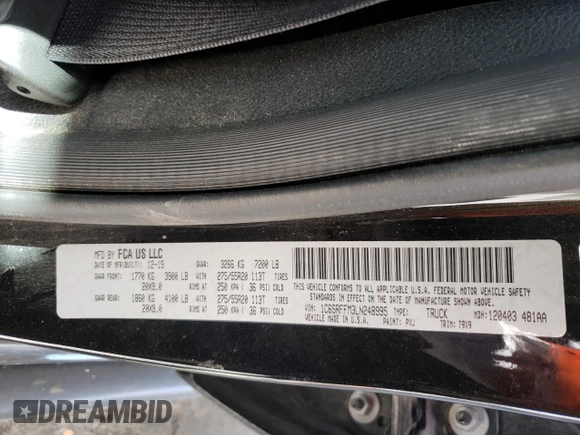 MFD BY FCA US LLC
DATE OF MFR(BUILT): 12-19 GVWR: 3266 KG 7200 LB
GAWR FRONT: 1770 KG 3900 LB WITH 275/55R20 113T TIRES
20X9.0 RIMS AT 250 KPA ( 36 PSI) COLD
GAWR REAR: 1860 KG 4100 LB WITH 275/55R20 113T TIRES
20X9.0 RIMS AT 250 KPA ( 36 PSI) COLD
THIS VEHICLE CONFORMS TO ALL APPLICABLE U.S.A. FEDERAL MOTOR VEHICLE SAFETY
STANDARDS IN EFFECT ON THE DATE OF MANUFACTURE SHOWN ABOVE.
VIN: 1C6SRFFM3LN248995 TYPE: TRUCK MDH: 120403 481AA
VEHICLE MADE IN U.S.A. PAINT: PXJ TRIM: T9X9
DREAMBID